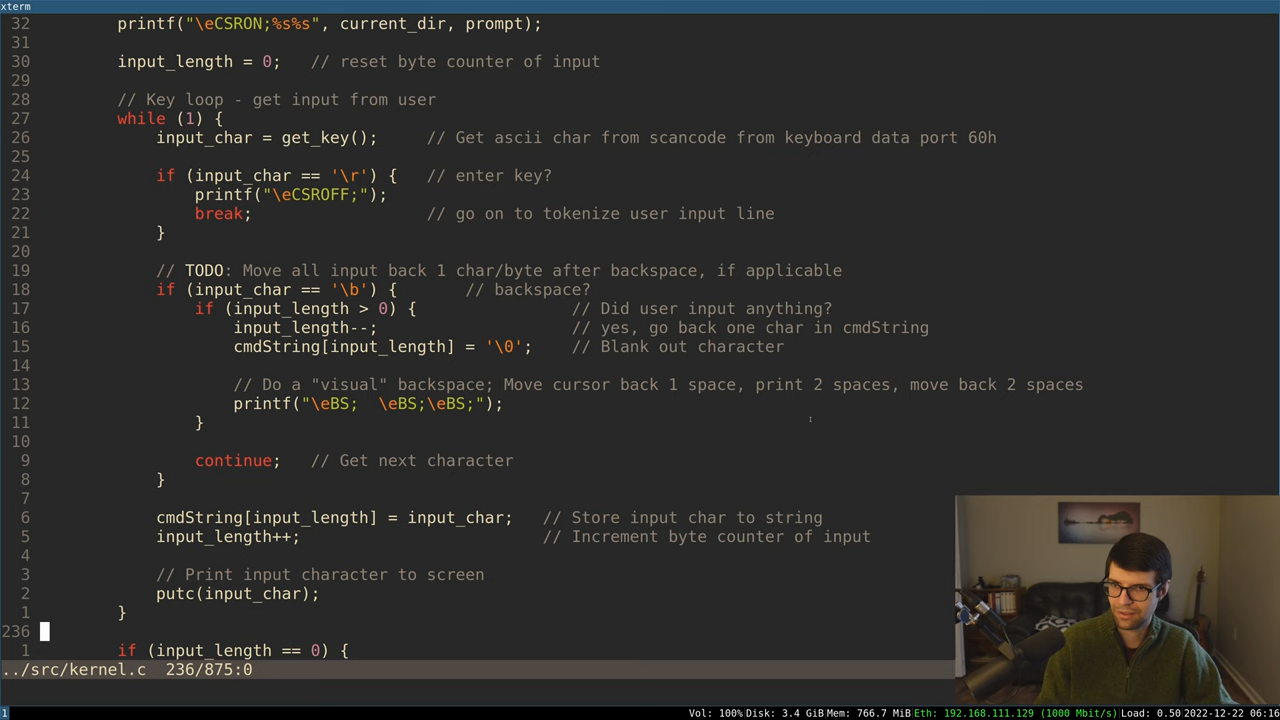 xterm
32         printf("\eCSRON;%s%s", current_dir, prompt);
31
30         input_length = 0;   // reset byte counter of input
29
28         // Key loop - get input from user
27         while (1) {
26             input_char = get_key();     // Get ascii char from scancode from keyboard data port 60h
25
24             if (input_char == '\r') {   // enter key?
23                 printf("\eCSROFF;");
22                 break;                  // go on to tokenize user input line
21             }
20
19             // TODO: Move all input back 1 char/byte after backspace, if applicable
18             if (input_char == '\b') {       // backspace?
17                 if (input_length > 0) {                // Did user input anything?
16                     input_length--;                    // yes, go back one char in cmdString
15                     cmdString[input_length] = '\0';    // Blank out character
14
13                     // Do a "visual" backspace; Move cursor back 1 space, print 2 spaces, move back 2 spaces
12                     printf("\eBS;  \eBS;\eBS;");
11                 }
10
9                 continue;   // Get next character
8             }
7
6             cmdString[input_length] = input_char;   // Store input char to string
5             input_length++;                         // Increment byte counter of input
4
3             // Print input character to screen
2             putc(input_char);
1         }
236
1         if (input_length == 0) {
../src/kernel.c  236/875:0
1 Vol: 100% Disk: 3.4 GiB Mem: 766.7 MiB Eth: 192.168.111.129 (1000 Mbit/s) Load: 0.50 2022-12-22 06:16